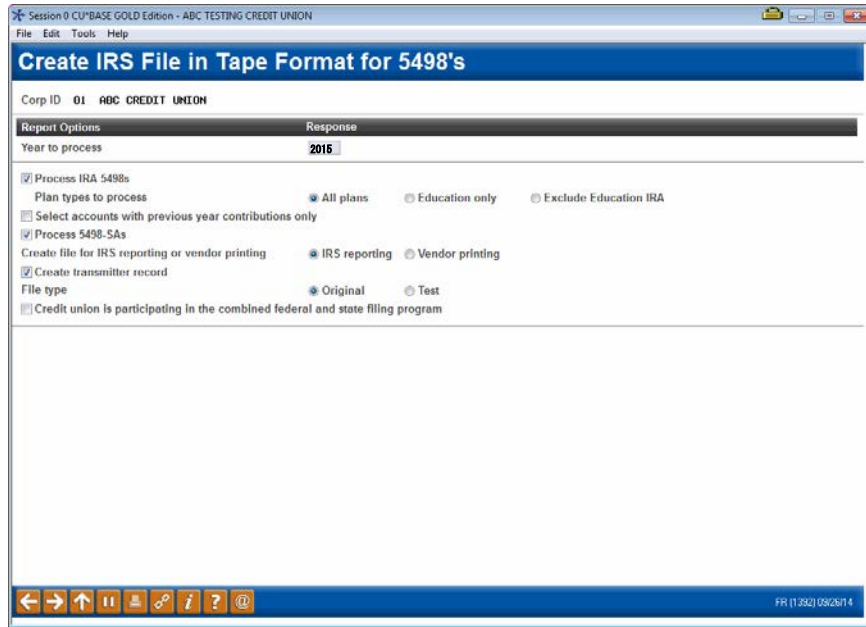 Session 0 CU*BASE GOLD Edition - ABC TESTING CREDIT UNION
File Edit Tools Help
Create IRS File in Tape Format for 5498's
Corp ID 01 ABC CREDIT UNION
Report Options Response
Year to process 2015
Process IRA 5498s
Plan types to process All plans Education only Exclude Education IRA
Select accounts with previous year contributions only
Process 5498-SAs
Create file for IRS reporting or vendor printing IRS reporting Vendor printing
Create transmitter record
File type Original Test
Credit union is participating in the combined federal and state filing program
FR (1392) 09/26/14